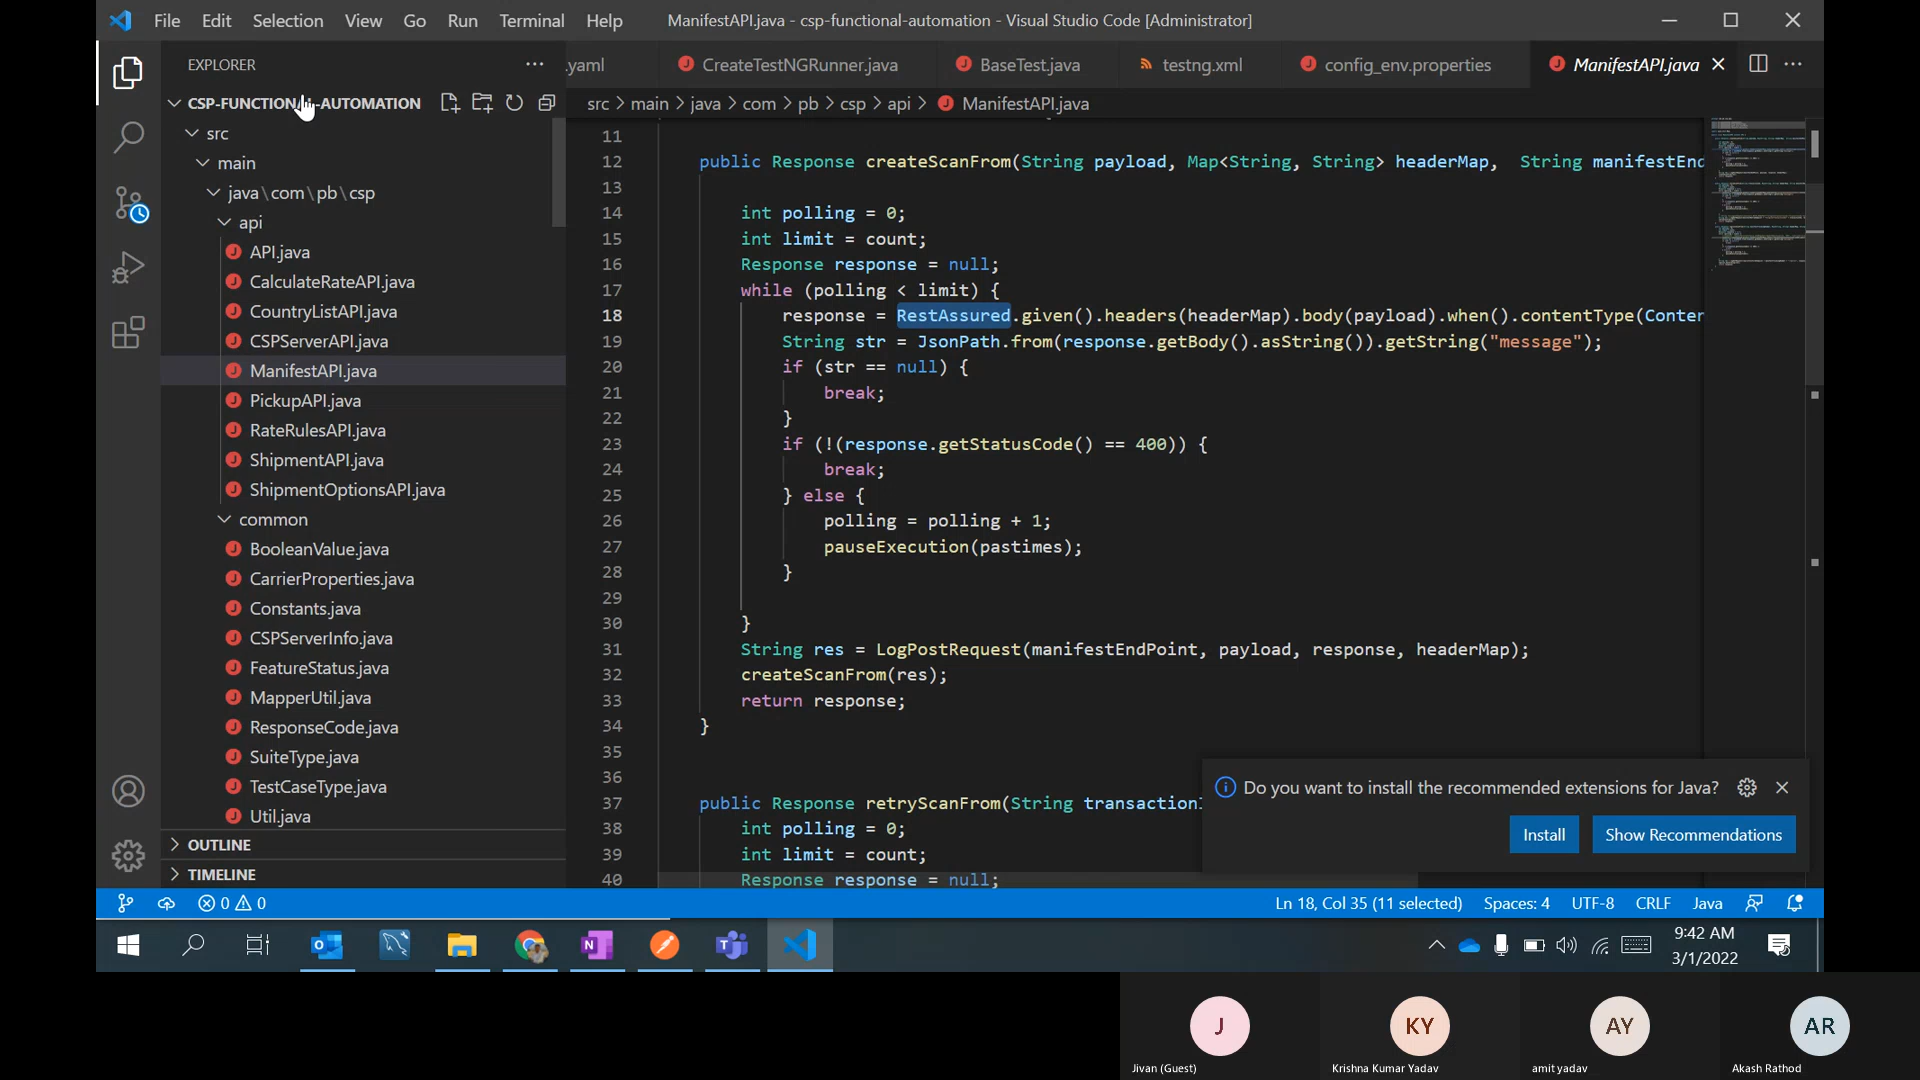 File Edit Selection View Go Run Terminal Help
ManifestAPI.java - csp-functional-automation - Visual Studio Code [Administrator]
EXPLORER
.yaml
CreateTestNGRunner.java
BaseTest.java
testng.xml
config_env.properties
ManifestAPI.java
CSP-FUNCTIONAL-AUTOMATION
src
main
java\com\pb\csp
api
API.java
CalculateRateAPI.java
CountryListAPI.java
CSPServerAPI.java
ManifestAPI.java
PickupAPI.java
RateRulesAPI.java
ShipmentAPI.java
ShipmentOptionsAPI.java
common
BooleanValue.java
CarrierProperties.java
Constants.java
CSPServerInfo.java
FeatureStatus.java
MapperUtil.java
ResponseCode.java
SuiteType.java
TestCaseType.java
Util.java
OUTLINE
TIMELINE
src > main > java > com > pb > csp > api > ManifestAPI.java
11
12 public Response createScanFrom(String payload, Map<String, String> headerMap, String manifestEnd
13
14 int polling = 0;
15 int limit = count;
16 Response response = null;
17 while (polling < limit) {
18 response = RestAssured.given().headers(headerMap).body(payload).when().contentType(Conter
19 String str = JsonPath.from(response.getBody().asString()).getString("message");
20 if (str == null) {
21 break;
22 }
23 if (!(response.getStatusCode() == 400)) {
24 break;
25 } else {
26 polling = polling + 1;
27 pauseExecution(pastimes);
28 }
29
30 }
31 String res = LogPostRequest(manifestEndPoint, payload, response, headerMap);
32 createScanFrom(res);
33 return response;
34 }
35
36
37 public Response retryScanFrom(String transactionI
38 int polling = 0;
39 int limit = count;
40 Response response = null;
Do you want to install the recommended extensions for Java?
Install
Show Recommendations
0 0
Ln 18, Col 35 (11 selected) Spaces: 4 UTF-8 CRLF Java
9:42 AM
3/1/2022
J
Jivan (Guest)
KY
Krishna Kumar Yadav
AY
amit yadav
AR
Akash Rathod